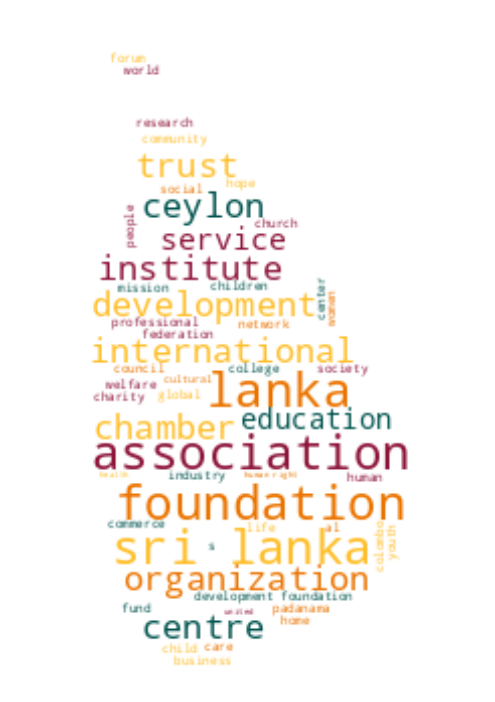 forum
world
research
community
trust
social hope
people ceylon
church
service
institute
mission children center women
development
professional network
federation
international
council college society
welfare cultural
charity global lanka
chamber education
association
health industry human right human
foundation
commerce life al
sri s lanka colombo youth
organization
development foundation
fund united padanama
home
centre
child care
business